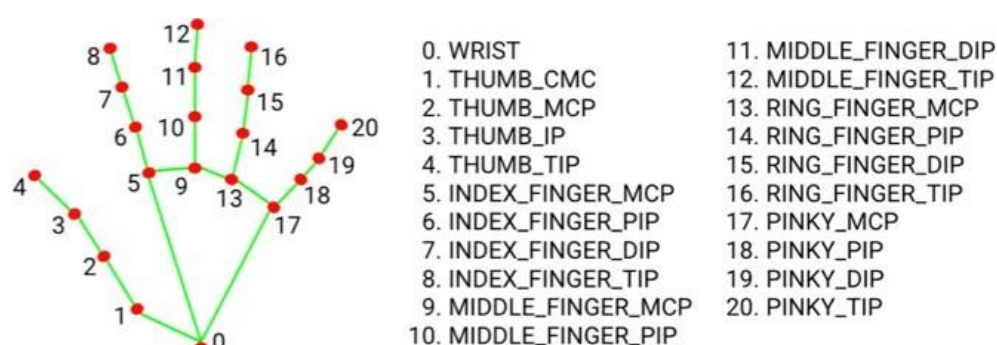 12
8
16
11
7
15
6
10
20
14
19
5
9
4
13
18
17
3
2
1
0
0. WRIST
1. THUMB_CMC
2. THUMB_MCP
3. THUMB_IP
4. THUMB_TIP
5. INDEX_FINGER_MCP
6. INDEX_FINGER_PIP
7. INDEX_FINGER_DIP
8. INDEX_FINGER_TIP
9. MIDDLE_FINGER_MCP
10. MIDDLE_FINGER_PIP
11. MIDDLE_FINGER_DIP
12. MIDDLE_FINGER_TIP
13. RING_FINGER_MCP
14. RING_FINGER_PIP
15. RING_FINGER_DIP
16. RING_FINGER_TIP
17. PINKY_MCP
18. PINKY_PIP
19. PINKY_DIP
20. PINKY_TIP